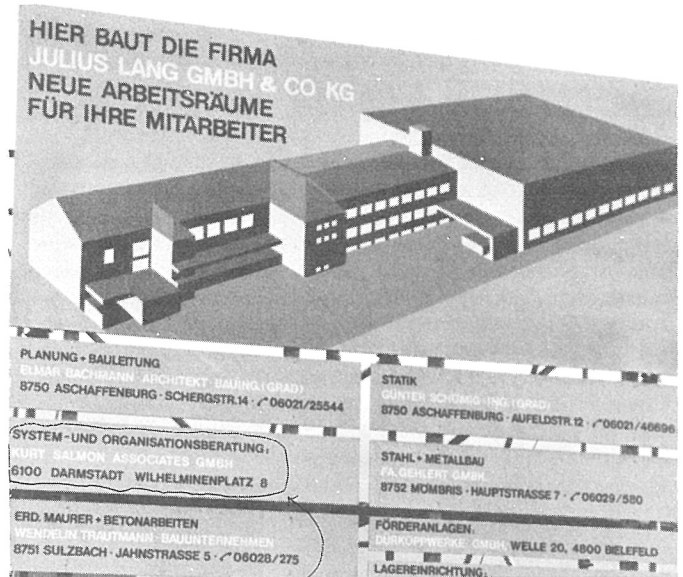 HIER BAUT DIE FIRMA
JULIUS LANG GMBH & CO KG
NEUE ARBEITSRÄUME
FÜR IHRE MITARBEITER
PLANUNG + BAULEITUNG
ELMAR BACHMANN · ARCHITEKT · BAUING.(GRAD)
8750 ASCHAFFENBURG · SCHERGSTR.14 · 06021/25544
SYSTEM-UND ORGANISATIONSBERATUNG:
KURT SALMON ASSOCIATES GMBH
6100 DARMSTADT WILHELMINENPLATZ 8
ERD. MAURER + BETONARBEITEN
WENDELIN TRAUTMANN · BAUUNTERNEHMEN
8751 SULZBACH · JAHNSTRASSE 5 · 06028/275
STATIK
GÜNTER SCHÜMIG · ING.(GRAD)
8750 ASCHAFFENBURG · AUFELDSTR.12 · 06021/46696
STAHL + METALLBAU
FA. GEHLERT GMBH
8752 MÖMBRIS · HAUPTSTRASSE 7 · 06029/580
FÖRDERANLAGEN:
DÜRKOPPWERKE GMBH, WELLE 20, 4800 BIELEFELD
LAGEREINRICHTUNG: